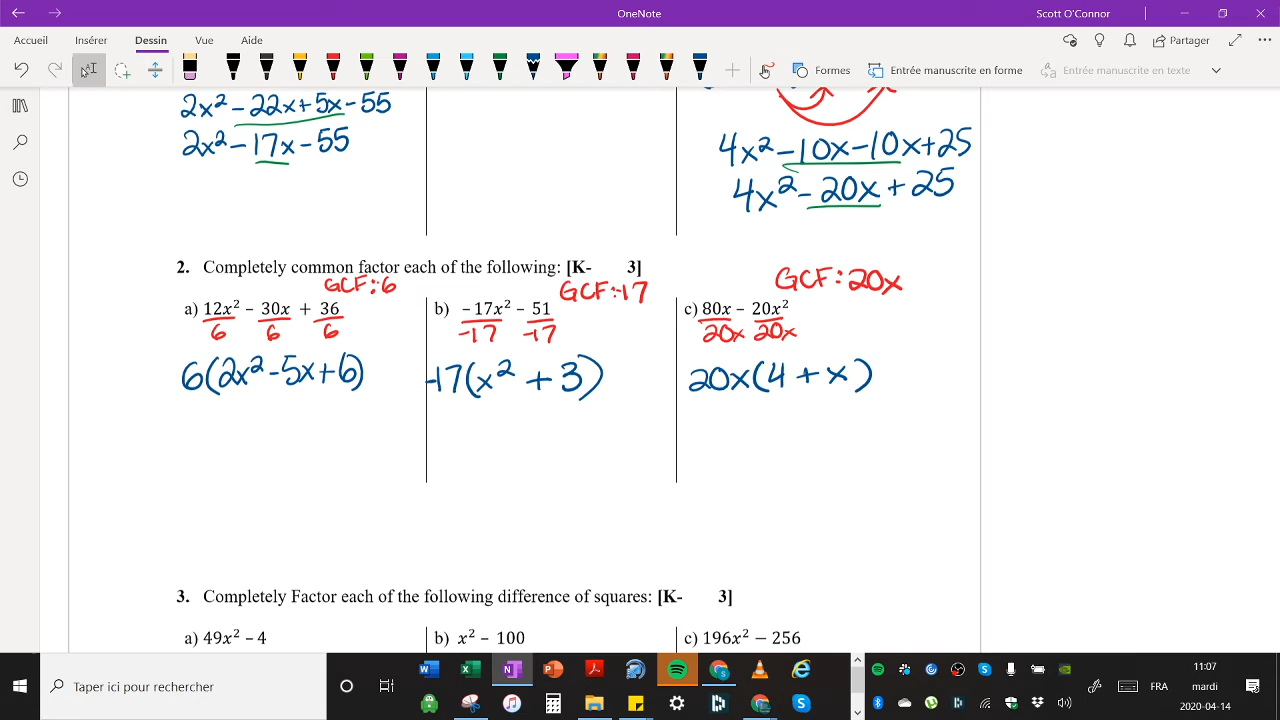 OneNote
Scott O'Connor
Accueil Insérer Dessin Vue Aide
Partager
Formes Entrée manuscrite en forme Entrée manuscrite en texte
2x² - 22x + 5x - 55
2x² - 17x - 55
4x² - 10x - 10x + 25
4x² - 20x + 25
2. Completely common factor each of the following: [K- 3]
GCF: 6
a) 12x² - 30x + 36
6 6 6
6(2x² - 5x + 6)
GCF: -17
b) -17x² - 51
-17 -17
-17(x² + 3)
GCF: 20x
c) 80x - 20x²
20x 20x
20x(4 + x)
3. Completely Factor each of the following difference of squares: [K- 3]
a) 49x² - 4
b) x² - 100
c) 196x² - 256
Taper ici pour rechercher
FRA
11:07
mardi
2020-04-14